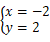 {x = −2
y = 2